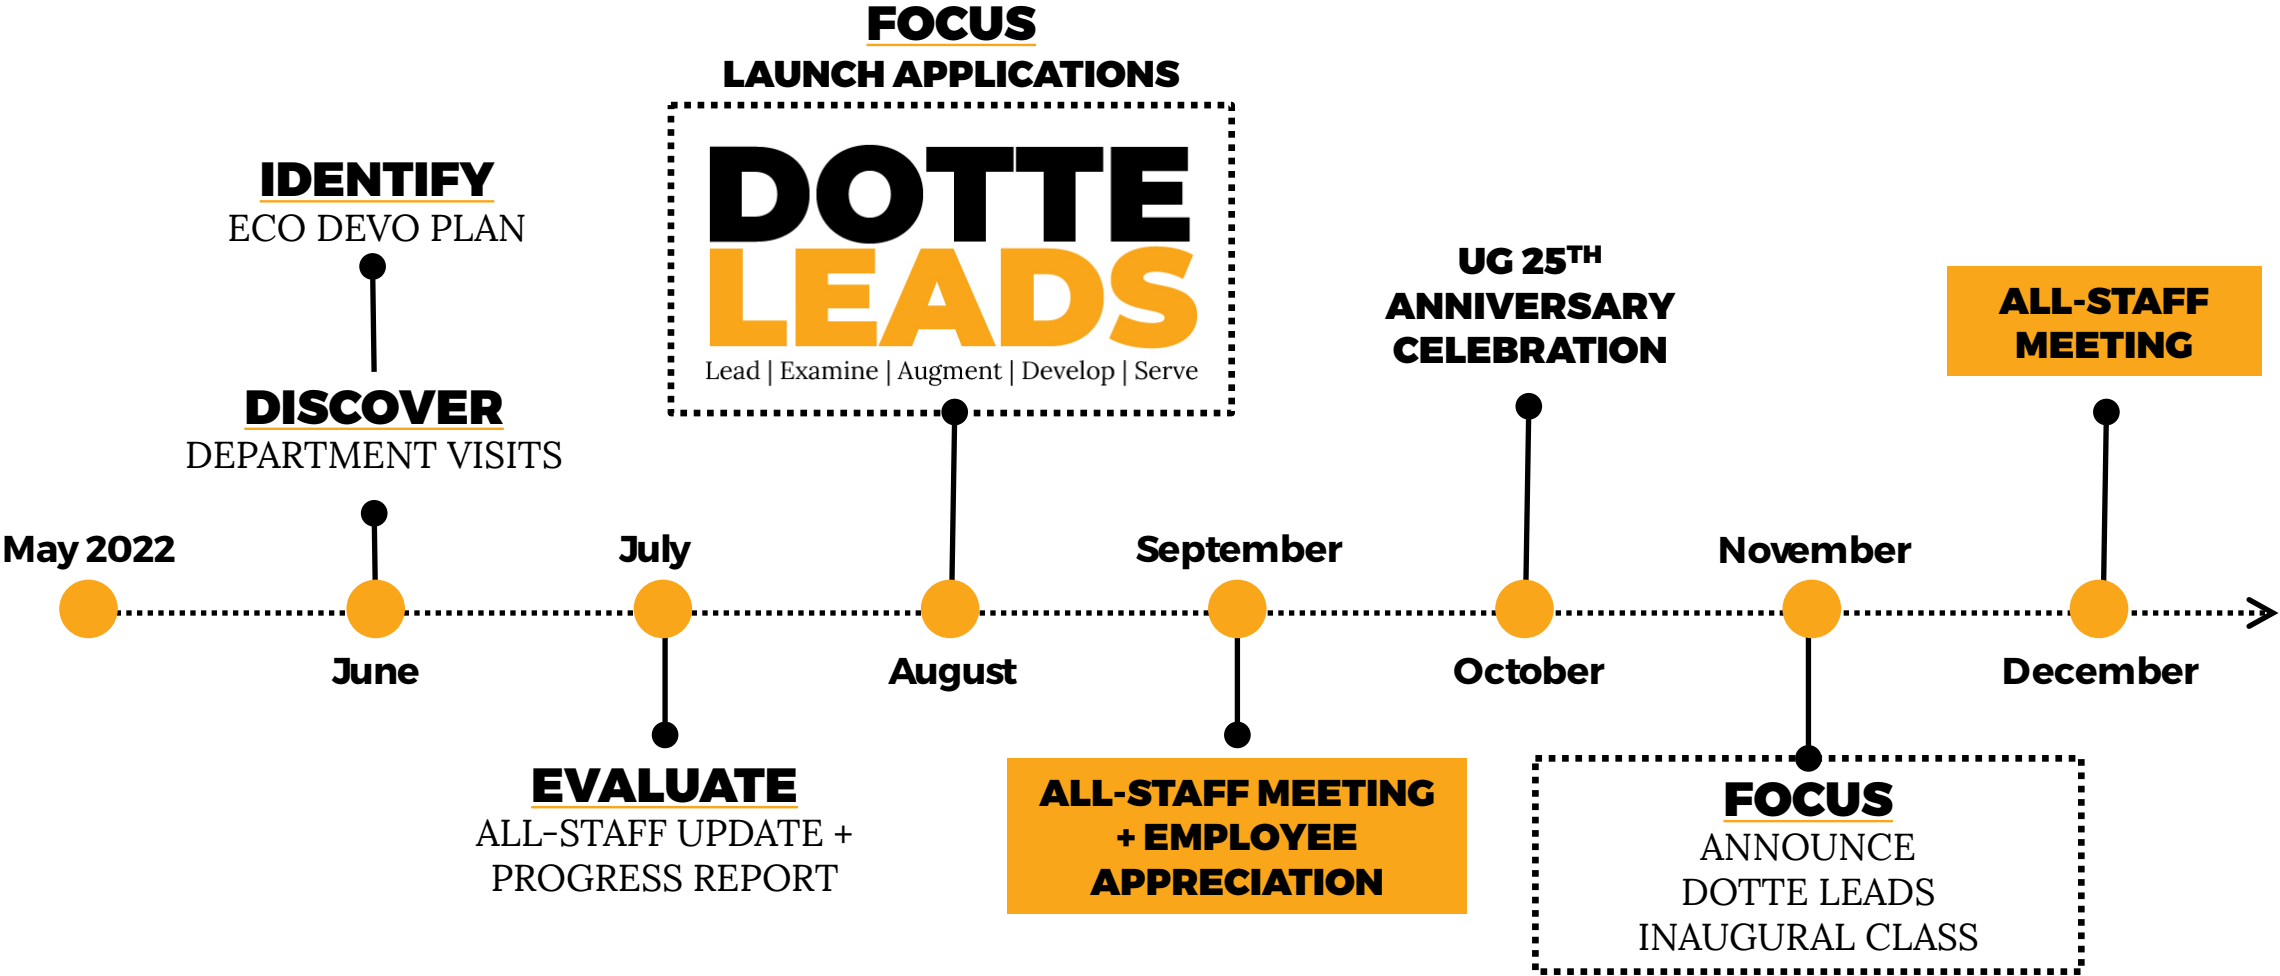 FOCUS
LAUNCH APPLICATIONS
DOTTE
LEADS
Lead | Examine | Augment | Develop | Serve
IDENTIFY
ECO DEVO PLAN
DISCOVER
DEPARTMENT VISITS
UG 25TH
ANNIVERSARY
CELEBRATION
ALL-STAFF
MEETING
May 2022
June
July
August
September
October
November
December
EVALUATE
ALL-STAFF UPDATE +
PROGRESS REPORT
ALL-STAFF MEETING
+ EMPLOYEE
APPRECIATION
FOCUS
ANNOUNCE
DOTTE LEADS
INAUGURAL CLASS